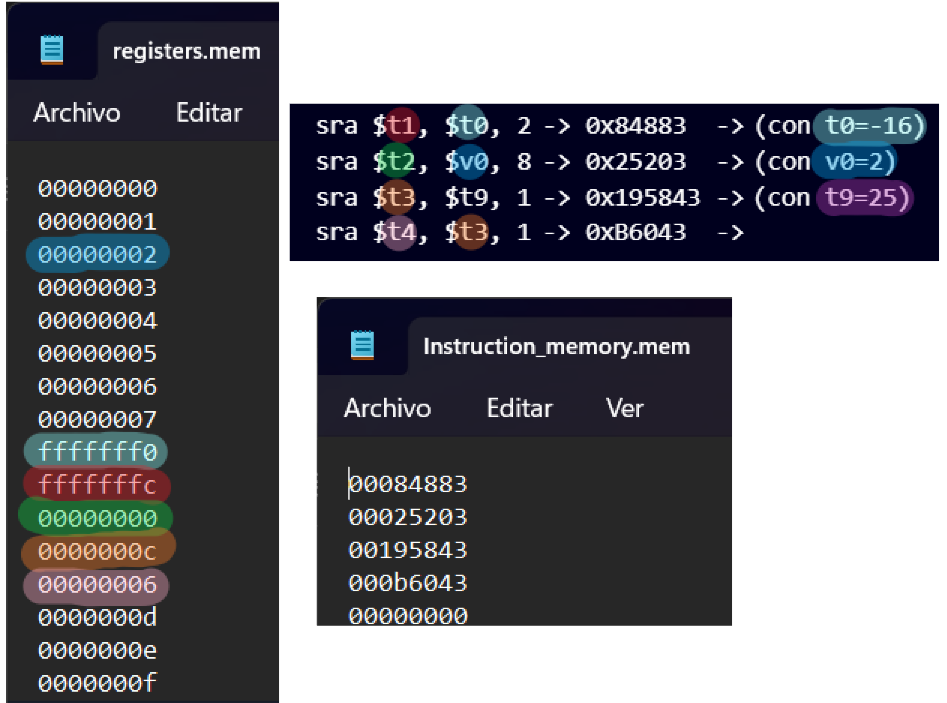 registers.mem
Archivo Editar
00000000
00000001
00000002
00000003
00000004
00000005
00000006
00000007
fffffff0
fffffffc
00000000
0000000c
00000006
0000000d
0000000e
0000000f
sra $t1, $t0, 2 -> 0x84883 -> (con t0=-16)
sra $t2, $v0, 8 -> 0x25203 -> (con v0=2)
sra $t3, $t9, 1 -> 0x195843 -> (con t9=25)
sra $t4, $t3, 1 -> 0xB6043 ->
Instruction_memory.mem
Archivo Editar Ver
00084883
00025203
00195843
000b6043
00000000